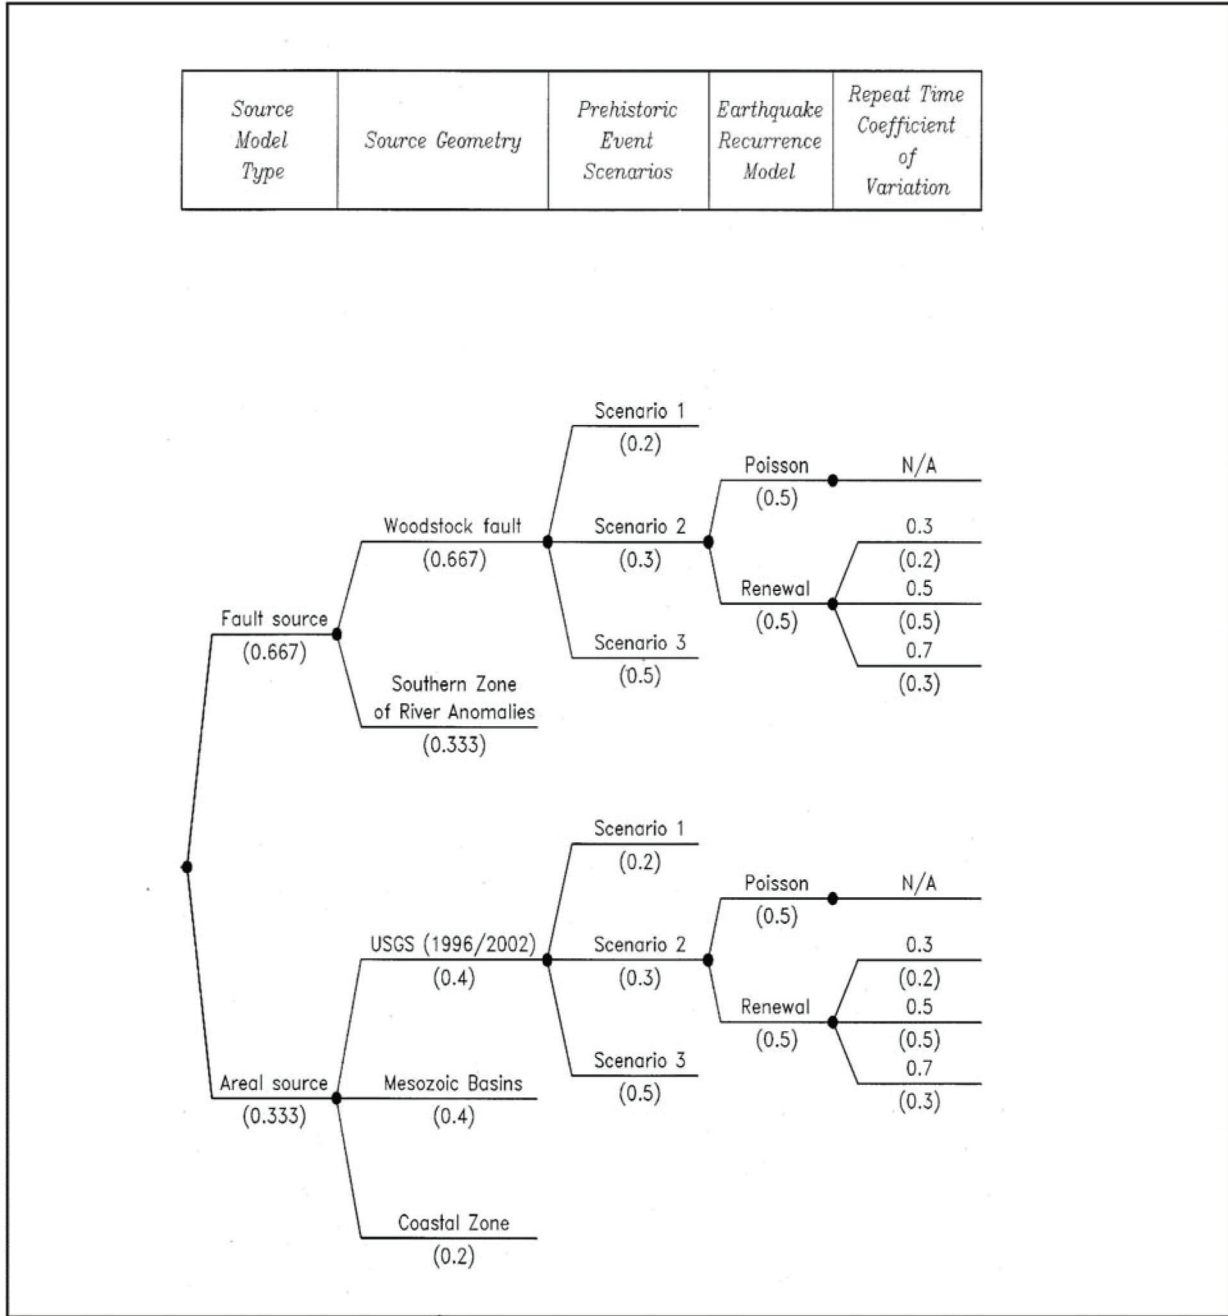 Source
Model
Type
Source Geometry
Prehistoric
Event
Scenarios
Earthquake
Recurrence
Model
Repeat Time
Coefficient
of
Variation
Scenario 1
(0.2)
Poisson
(0.5)
N/A
Woodstock fault
(0.667)
Scenario 2
(0.3)
0.3
(0.2)
Renewal
(0.5)
0.5
(0.5)
Fault source
(0.667)
Scenario 3
(0.5)
0.7
(0.3)
Southern Zone
of River Anomalies
(0.333)
Scenario 1
(0.2)
Poisson
(0.5)
N/A
USGS (1996/2002)
(0.4)
Scenario 2
(0.3)
0.3
(0.2)
Renewal
(0.5)
0.5
(0.5)
Areal source
(0.333)
Mesozoic Basins
(0.4)
Scenario 3
(0.5)
0.7
(0.3)
Coastal Zone
(0.2)